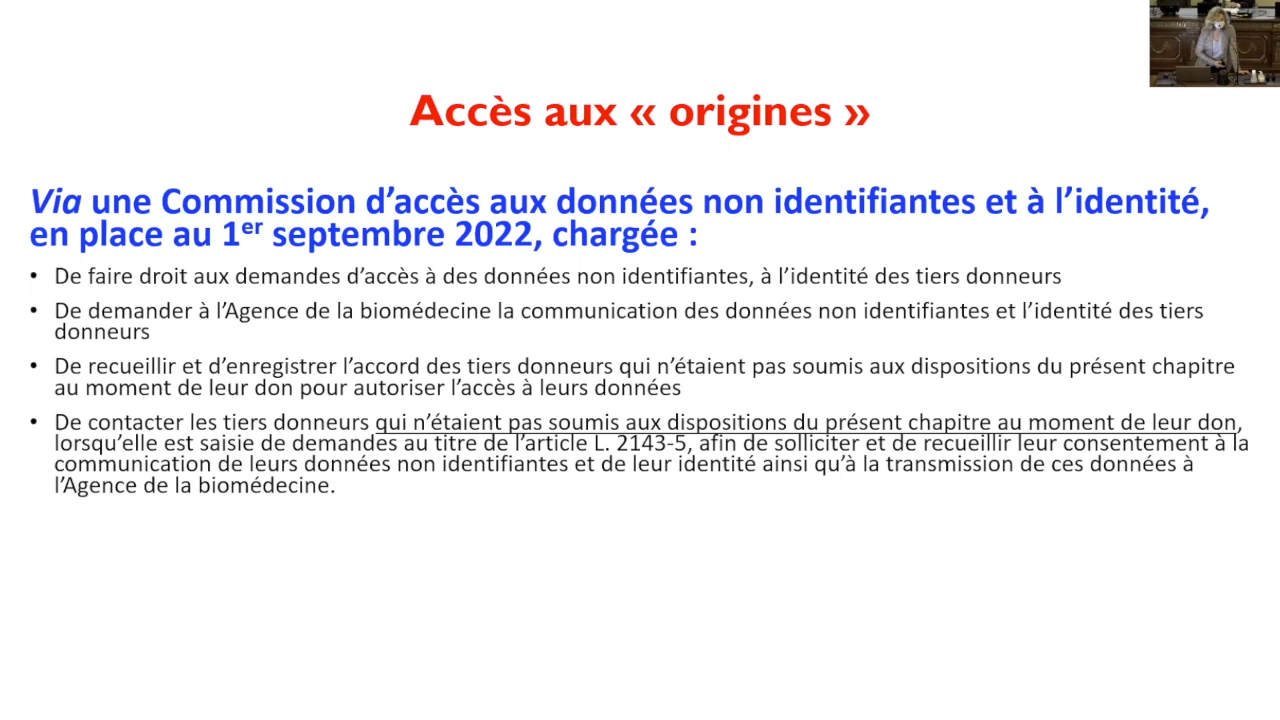 Accès aux « origines »
Via une Commission d’accès aux données non identifiantes et à l’identité,
en place au 1er septembre 2022, chargée :
• De faire droit aux demandes d’accès à des données non identifiantes, à l’identité des tiers donneurs
• De demander à l’Agence de la biomédecine la communication des données non identifiantes et l’identité des tiers
donneurs
• De recueillir et d’enregistrer l’accord des tiers donneurs qui n’étaient pas soumis aux dispositions du présent chapitre
au moment de leur don pour autoriser l’accès à leurs données
• De contacter les tiers donneurs qui n’étaient pas soumis aux dispositions du présent chapitre au moment de leur don,
lorsqu’elle est saisie de demandes au titre de l’article L. 2143-5, afin de solliciter et de recueillir leur consentement à la
communication de leurs données non identifiantes et de leur identité ainsi qu’à la transmission de ces données à
l’Agence de la biomédecine.